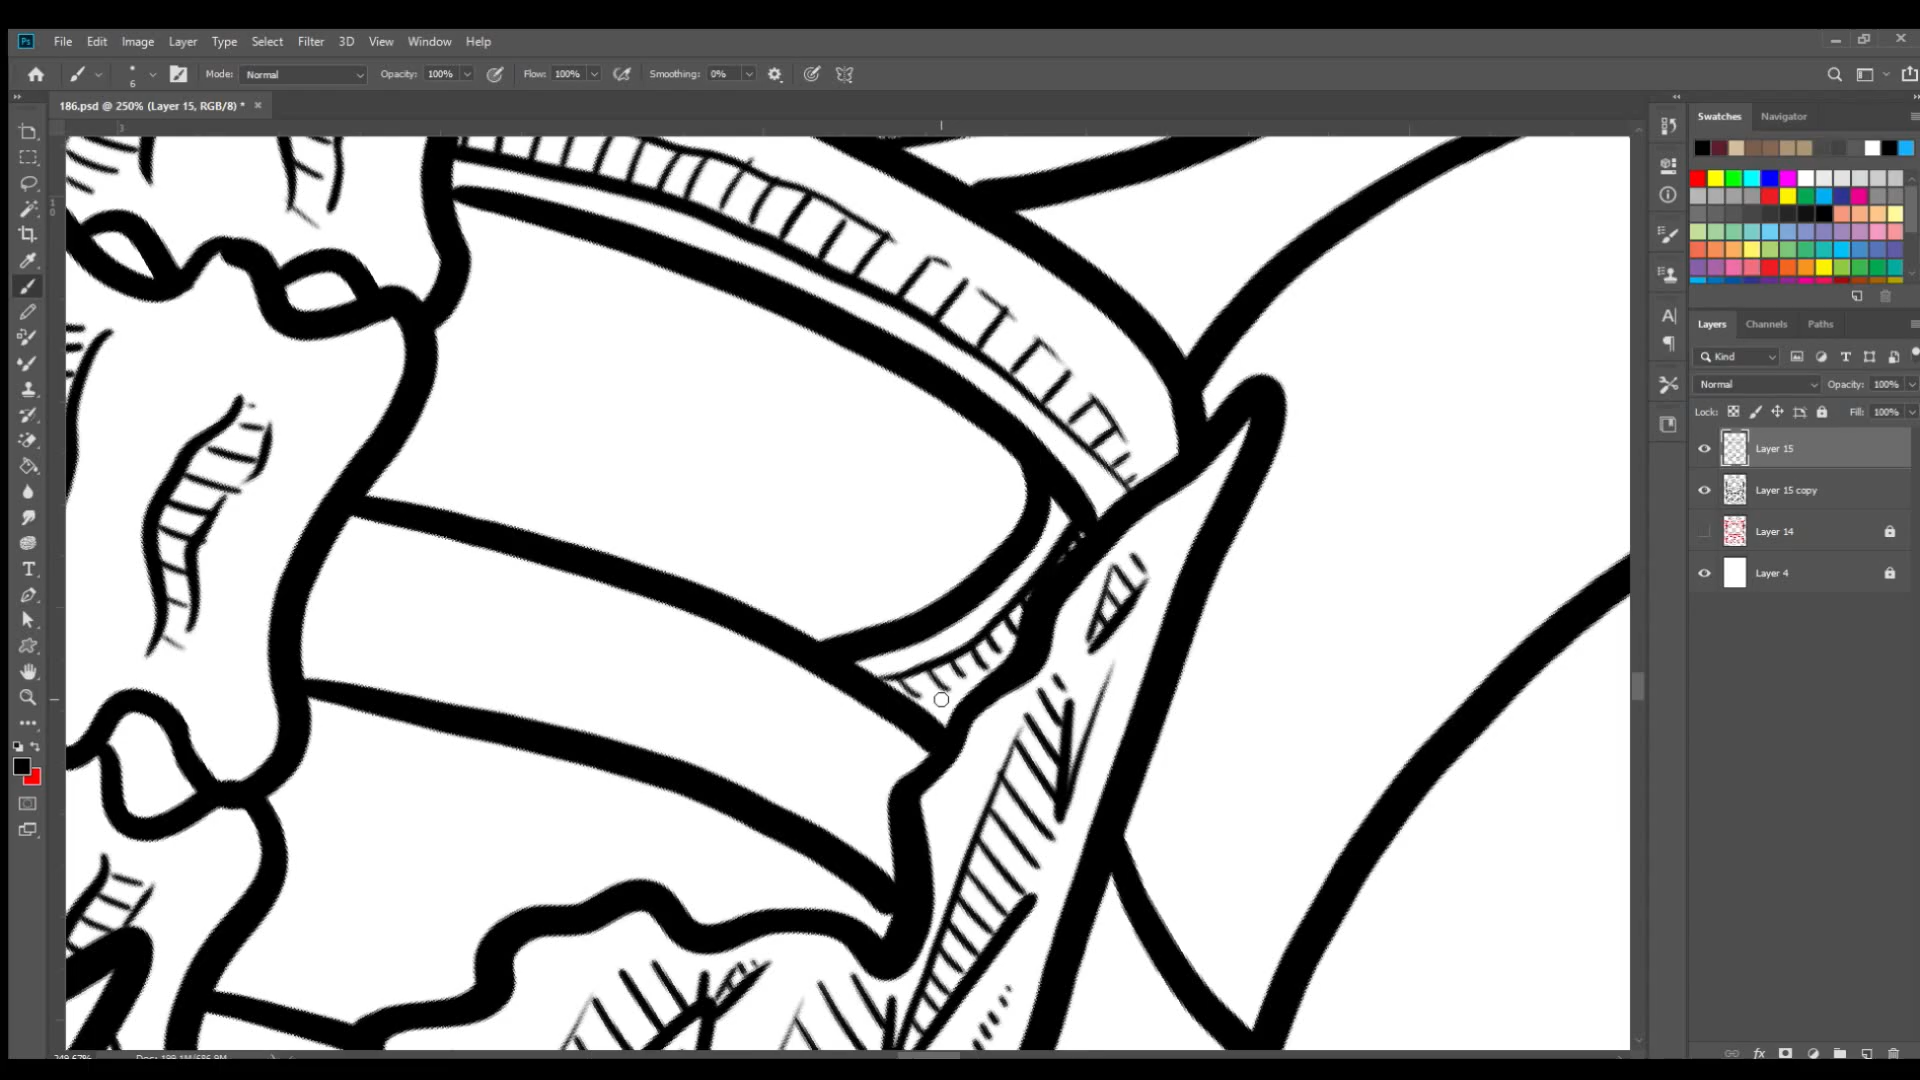 Ps File Edit Image Layer Type Select Filter 3D View Window Help
6 Mode: Normal Opacity: 100% Flow: 100% Smoothing: 0%
186.psd @ 250% (Layer 15, RGB/8) *
Swatches Navigator
Layers Channels Paths
Kind
Normal Opacity: 100%
Lock: Fill: 100%
Layer 15
Layer 15 copy
Layer 14
Layer 4